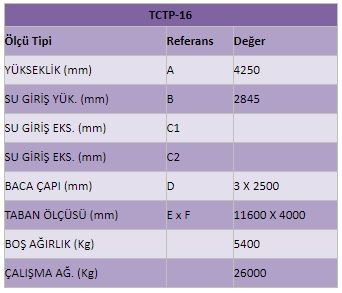 TCTP-16
Ölçü Tipi Referans Değer
YÜKSEKLİK (mm) A 4250
SU GİRİŞ YÜK. (mm) B 2845
SU GİRİŞ EKS. (mm) C1
SU GİRİŞ EKS. (mm) C2
BACA ÇAPI (mm) D 3 X 2500
TABAN ÖLÇÜSÜ (mm) E x F 11600 X 4000
BOŞ AĞIRLIK (Kg) 5400
ÇALIŞMA AĞ. (Kg) 26000